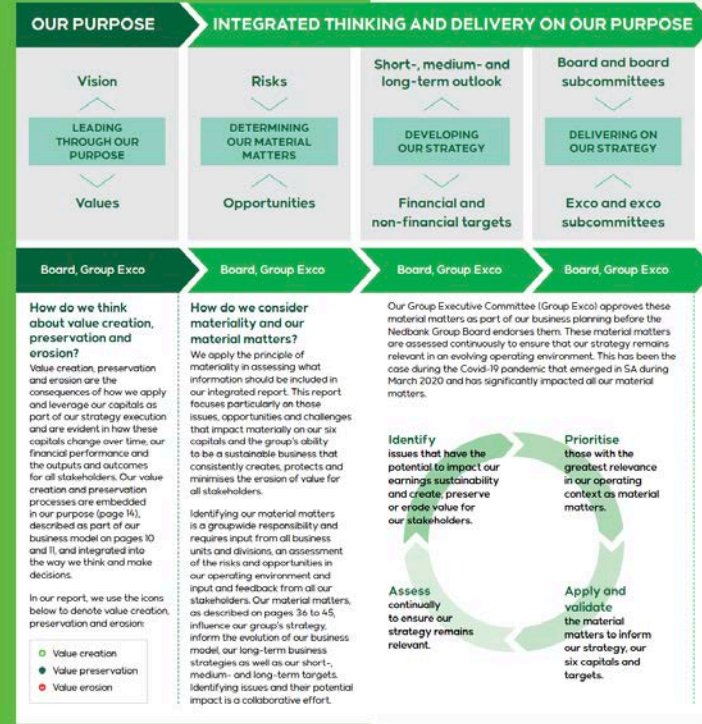 OUR PURPOSE
INTEGRATED THINKING AND DELIVERY ON OUR PURPOSE
Vision
LEADING
THROUGH OUR
PURPOSE
Values
Risks
DETERMINING
OUR MATERIAL
MATTERS
Opportunities
Short-, medium- and
long-term outlook
DEVELOPING
OUR STRATEGY
Financial and
non-financial targets
Board and board
subcommittees
DELIVERING ON
OUR STRATEGY
Exco and exco
subcommittees
Board, Group Exco
Board, Group Exco
Board, Group Exco
Board, Group Exco
How do we think
about value creation,
preservation and
erosion?
Value creation, preservation
and erosion are the
consequences of how we apply
and leverage our capitals as
part of our strategy execution
and are evident in how these
capitals change over time, our
financial performance and
the outputs and outcomes
for all stakeholders. Our value
creation and preservation
processes are embedded
in our purpose (page 14),
described as part of our
business model on pages 10
and 11, and integrated into
the way we think and make
decisions.
In our report, we use the icons
below to denote value creation,
preservation and erosion:
Value creation
Value preservation
Value erosion
How do we consider
materiality and our
material matters?
We apply the principle of
materiality in assessing what
information should be included in
our integrated report. This report
focuses particularly on those
issues, opportunities and challenges
that impact materially on our six
capitals and the group's ability
to be a sustainable business that
consistently creates, protects and
minimises the erosion of value for
all stakeholders.
Identifying our material matters
is a groupwide responsibility and
requires input from all business
units and divisions, an assessment
of the risks and opportunities in
our operating environment and
input and feedback from all our
stakeholders. Our material matters,
as described on pages 36 to 45,
influence our group's strategy,
inform the evolution of our business
model, our long-term business
strategies as well as our short-,
medium- and long-term targets.
Identifying issues and their potential
impact is a collaborative effort.
Our Group Executive Committee (Group Exco) approves these
material matters as part of our business planning before the
Nedbank Group Board endorses them. These material matters
are assessed continuously to ensure that our strategy remains
relevant in an evolving operating environment. This has been the
case during the Covid-19 pandemic that emerged in SA during
March 2020 and has significantly impacted all our material
matters.
Identify
issues that have the
potential to impact our
earnings sustainability
and create, preserve
or erode value for
our stakeholders.
Prioritise
those with the
greatest relevance
in our operating
context as material
matters.
Assess
continually
to ensure our
strategy remains
relevant.
Apply and
validate
the material
matters to inform
our strategy, our
six capitals and
targets.